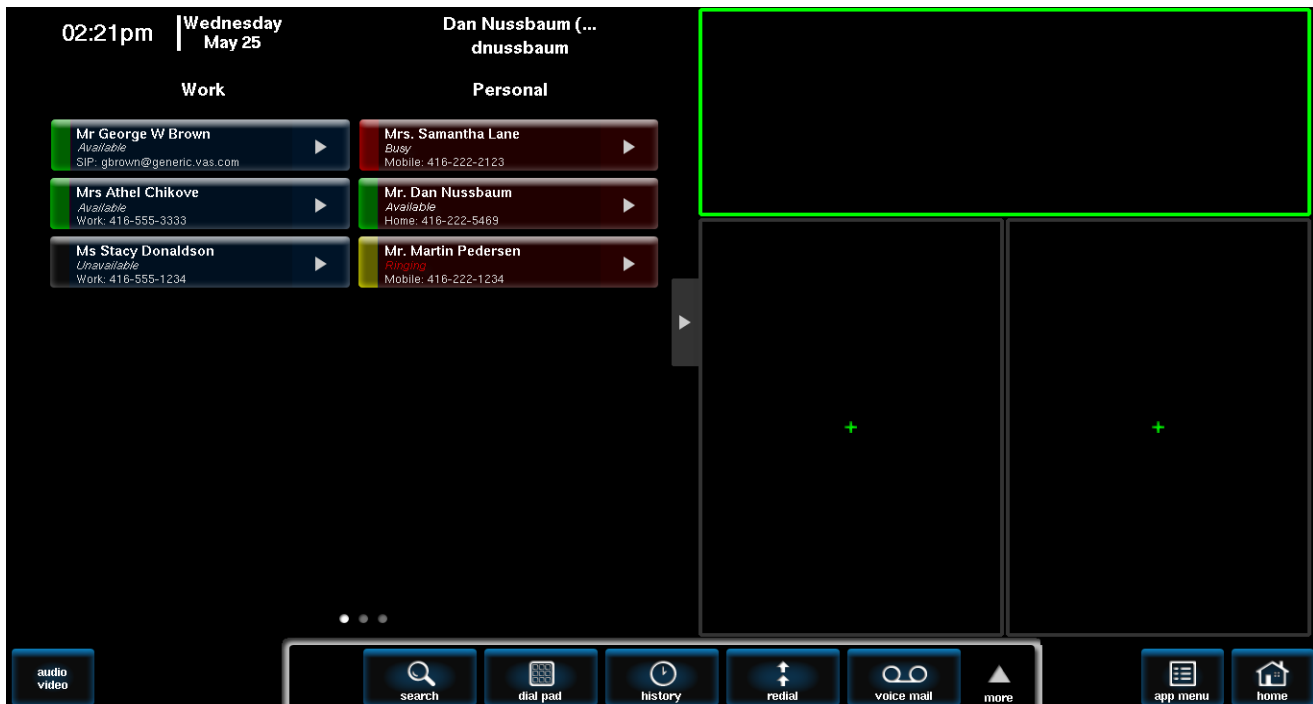 02:21pm
Wednesday
May 25
Dan Nussbaum (...
dnussbaum
Work
Mr George W Brown
Available
SIP: gbrown@generic.vas.com
Mrs Athel Chikove
Available
Work: 416-555-3333
Ms Stacy Donaldson
Unavailable
Work: 416-555-1234
Personal
Mrs. Samantha Lane
Busy
Mobile: 416-222-2123
Mr. Dan Nussbaum
Available
Home: 416-222-5469
Mr. Martin Pedersen
Ringing
Mobile: 416-222-1234
+
+
audio
video
search
dial pad
history
redial
voice mail
more
app menu
home